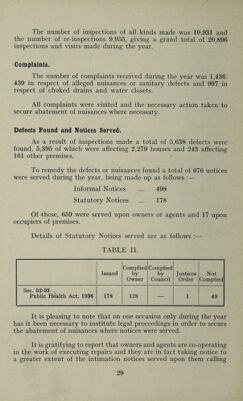 The number of inspections of all kinds made was 10,931 and
the number of re-inspections 9,955, giving a grand total of 20,896
inspections and visits made during the year.
Complaints.
The number of complaints received during the year was 1,436.
439 in respect of alleged nuisances or sanitary defects and 997 in
respect of choked drains and water closets.
All complaints were visited and the necessary action taken to
secure abatement of nuisances where necessary.
Defects Found and Notices Served.
As a result of inspections made a total of 5,638 defects were
found, 5,395 of which were affecting 2,279 houses and 243 affecting
161 other premises.
To remedy the defects or nuisances found a total of 676 notices
were served during the year, being made up as follows :—
Informal Notices ... 498
Statutory Notices ... 178
Of these, 659 were served upon owners or agents and 17 upon
occupiers of premises.
Details of Statutory Notices served are as follows :—
TABLE II.
Issued Complied by Owner Complied by Council Justices Order Not Complied
Sec. 92-93
Public Health Act, 1936 178 128 — 1 49
It is pleasing to note that on one occasion only during the year
has it been necessary to institute legal proceedings in order to secure
the abatement of nuisances where notices were served.
It is gratifying to report that owners and agents are co-operating
in the work of executing repairs and they are in fact taking notice to
a greater extent of the intimation notices served upon them calling
29